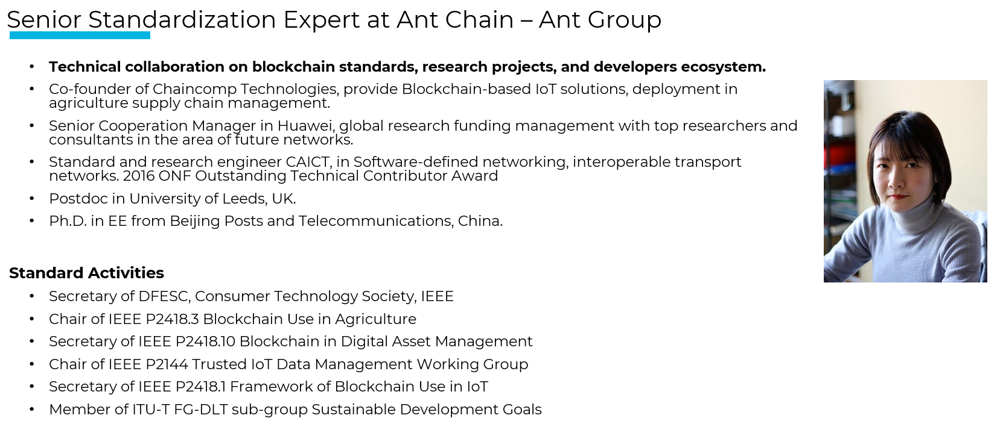 Senior Standardization Expert at Ant Chain – Ant Group
• Technical collaboration on blockchain standards, research projects, and developers ecosystem.
• Co-founder of Chaincomp Technologies, provide Blockchain-based IoT solutions, deployment in
agriculture supply chain management.
• Senior Cooperation Manager in Huawei, global research funding management with top researchers and
consultants in the area of future networks.
• Standard and research engineer CAICT, in Software-defined networking, interoperable transport
networks. 2016 ONF Outstanding Technical Contributor Award
• Postdoc in University of Leeds, UK.
• Ph.D. in EE from Beijing Posts and Telecommunications, China.
Standard Activities
• Secretary of DFESC, Consumer Technology Society, IEEE
• Chair of IEEE P2418.3 Blockchain Use in Agriculture
• Secretary of IEEE P2418.10 Blockchain in Digital Asset Management
• Chair of IEEE P2144 Trusted IoT Data Management Working Group
• Secretary of IEEE P2418.1 Framework of Blockchain Use in IoT
• Member of ITU-T FG-DLT sub-group Sustainable Development Goals